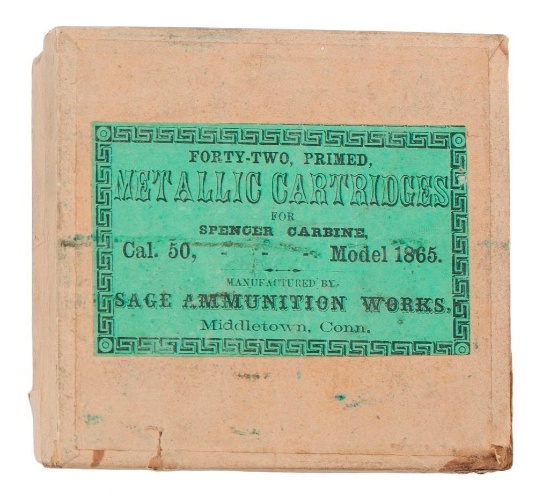 FORTY-TWO, PRIMED,
METALLIC CARTRIDGES
FOR
SPENCER CARBINE,
Cal. 50, - - - Model 1865.
MANUFACTURED BY
SAGE AMMUNITION WORKS,
Middletown, Conn.